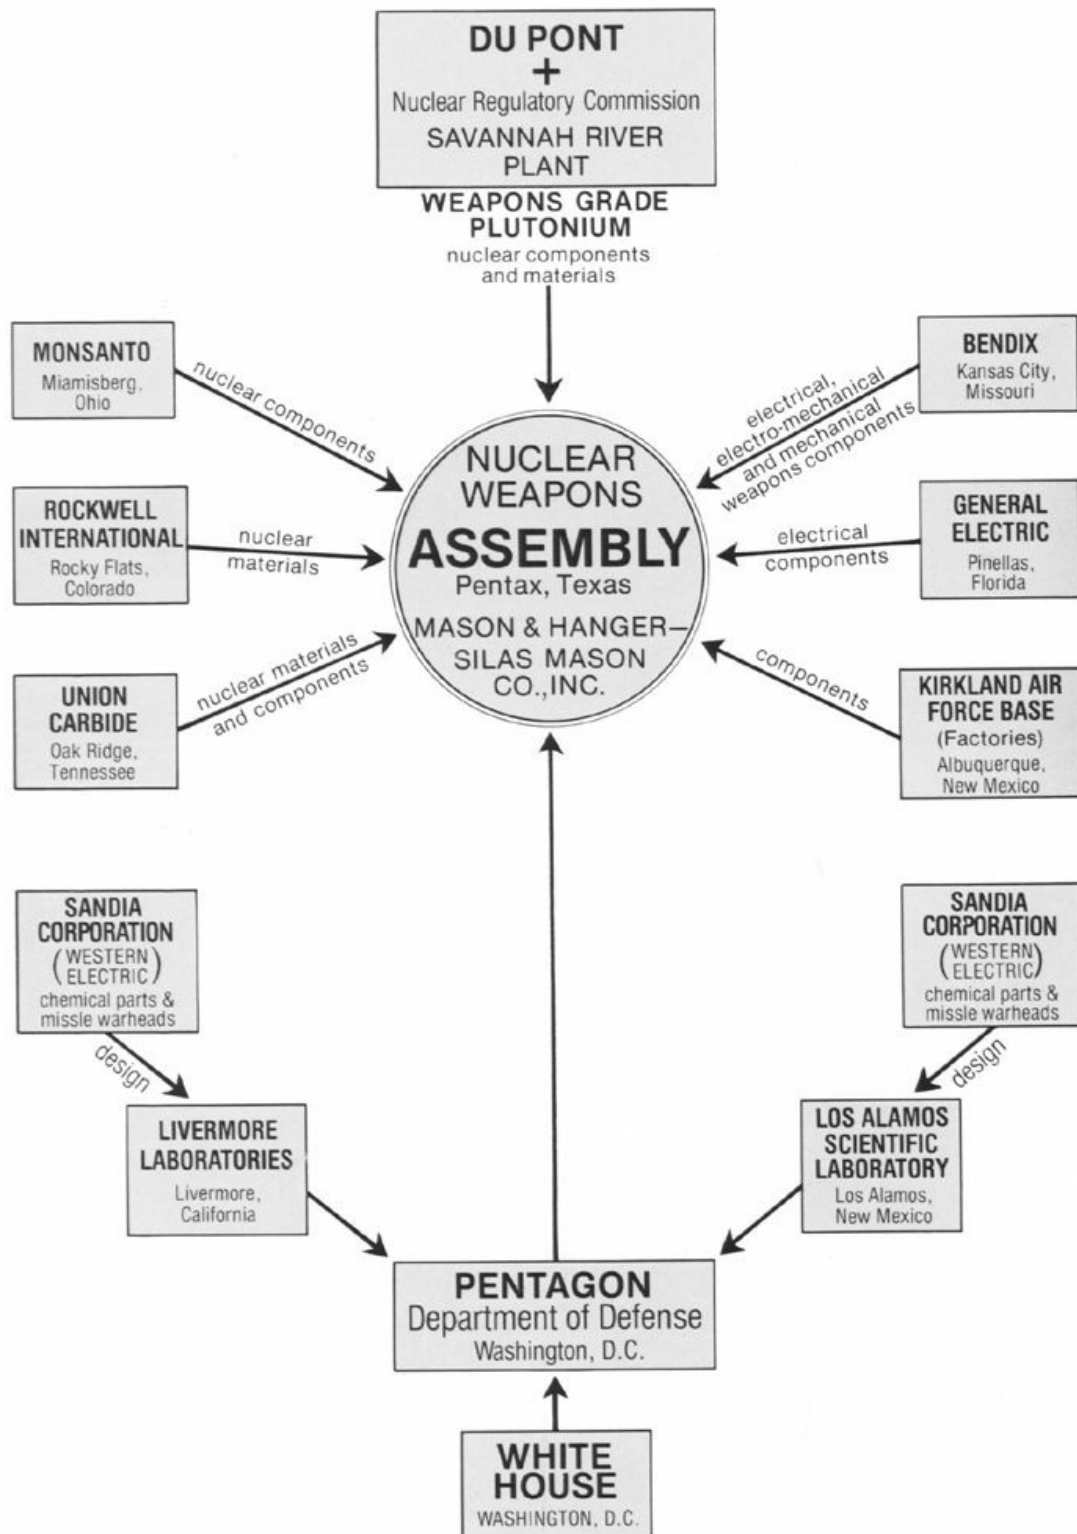 DU PONT
+
Nuclear Regulatory Commission
SAVANNAH RIVER
PLANT
WEAPONS GRADE
PLUTONIUM
nuclear components
and materials
MONSANTO
Miamisberg,
Ohio
nuclear components
BENDIX
Kansas City,
Missouri
electrical,
electro-mechanical
and mechanical
weapons components
NUCLEAR
WEAPONS
ASSEMBLY
Pentax, Texas
MASON & HANGER—
SILAS MASON
CO.,INC.
ROCKWELL
INTERNATIONAL
Rocky Flats,
Colorado
nuclear
materials
GENERAL
ELECTRIC
Pinellas,
Florida
electrical
components
UNION
CARBIDE
Oak Ridge,
Tennessee
nuclear materials
and components
KIRKLAND AIR
FORCE BASE
(Factories)
Albuquerque,
New Mexico
components
SANDIA
CORPORATION
(WESTERN
ELECTRIC)
chemical parts &
missle warheads
design
SANDIA
CORPORATION
(WESTERN
ELECTRIC)
chemical parts &
missle warheads
design
LIVERMORE
LABORATORIES
Livermore,
California
LOS ALAMOS
SCIENTIFIC
LABORATORY
Los Alamos,
New Mexico
PENTAGON
Department of Defense
Washington, D.C.
WHITE
HOUSE
WASHINGTON, D.C.